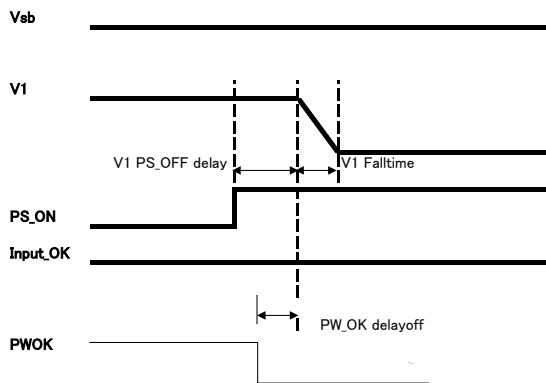 Vsb
V1
V1 PS_OFF delay
V1 Falltime
PS_ON
Input_OK
PW_OK delayoff
PWOK